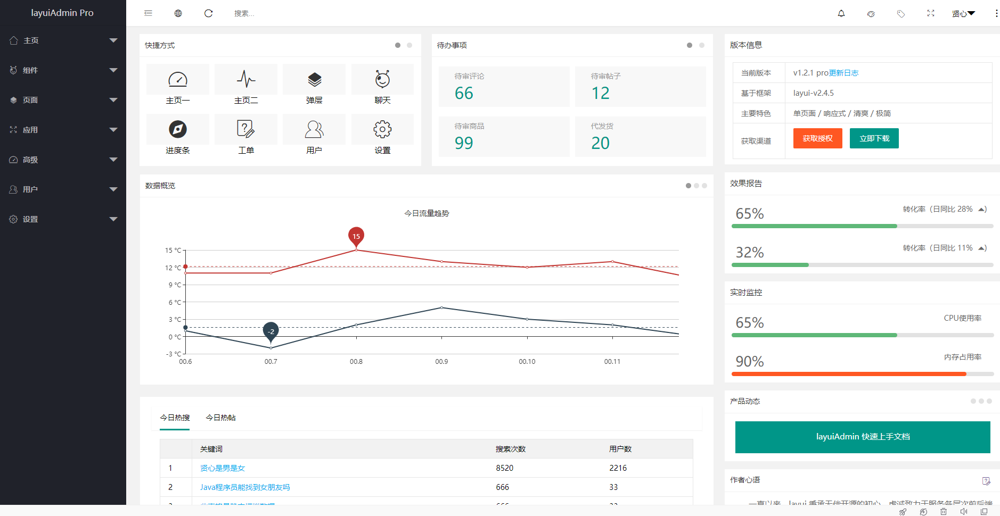 layuiAdmin Pro
搜索...
贤心
主页
组件
页面
应用
高级
用户
设置
快捷方式
主页一
主页二
弹层
聊天
进度条
工单
用户
设置
待办事项
待审评论
66
待审帖子
12
待审商品
99
代发货
20
版本信息
当前版本 v1.2.1 pro更新日志
基于框架 layui-v2.4.5
主要特色 单页面 / 响应式 / 清爽 / 极简
获取渠道 获取授权 立即下载
数据概览
今日流量趋势
15
-2
15 °C
12 °C
9 °C
6 °C
3 °C
0 °C
-3 °C
00.6 00.7 00.8 00.9 00.10 00.11
效果报告
65% 转化率（日同比 28% ）
32% 转化率（日同比 11% ）
实时监控
65% CPU使用率
90% 内存占用率
产品动态
layuiAdmin 快速上手文档
作者心语
一直以来，layui 秉承无偿开源的初心，虔诚致力于服务各层次前后端
今日热搜 今日热帖
关键词 搜索次数 用户数
1 贤心是男是女 8520 2216
2 Java程序员能找到女朋友吗 666 33